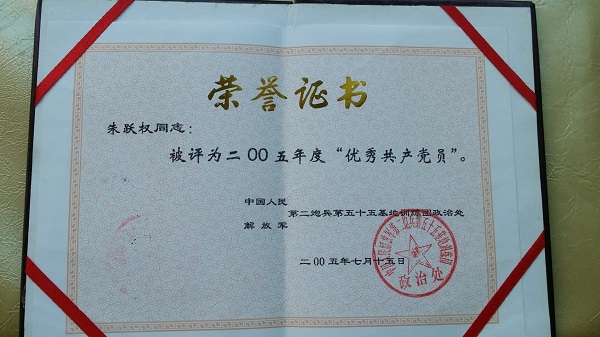 荣誉证书
朱跃权同志：
被评为二00五年度“优秀共产党员”。
中国人民
解放军
第二炮兵第五十五基地训练团政治处
二00五年七月十五日
政治处